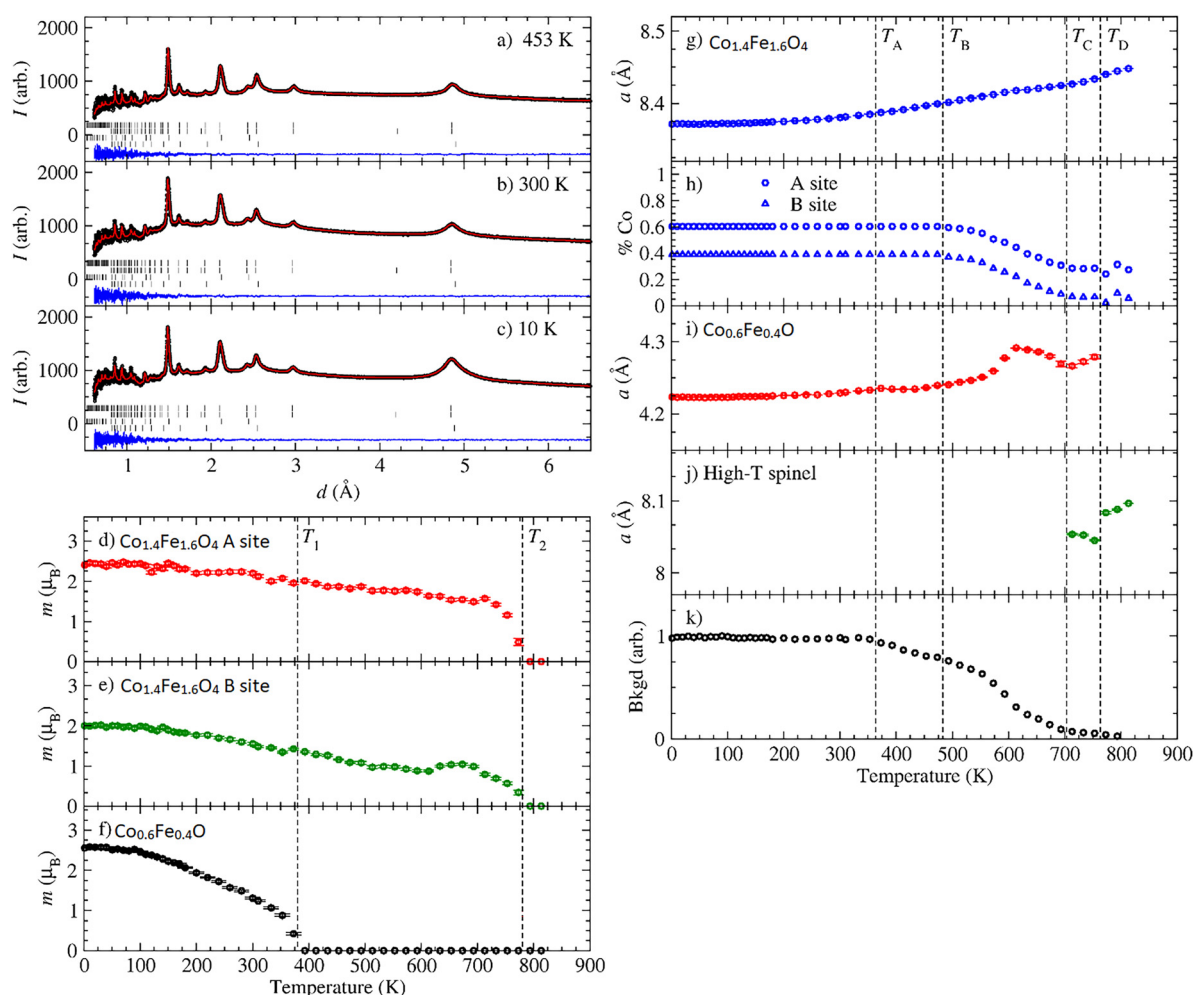 2000
a) 453 K
I (arb.)
1000
0
2000
b) 300 K
I (arb.)
1000
0
2000
c) 10 K
I (arb.)
1000
0
1 2 3 4 5 6
d (Å)
3
d) Co1.4Fe1.6O4 A site
T1
T2
m (μB)
2
1
0
3
e) Co1.4Fe1.6O4 B site
m (μB)
2
1
0
3
f) Co0.6Fe0.4O
m (μB)
2
1
0
0 100 200 300 400 500 600 700 800 900
Temperature (K)
8.5
g) Co1.4Fe1.6O4
TA
TB
TC
TD
a (Å)
8.4
1
h)
A site
B site
0.8
% Co
0.6
0.4
0.2
0
i) Co0.6Fe0.4O
4.3
a (Å)
4.2
j) High-T spinel
8.1
a (Å)
8
k)
1
Bkgd (arb.)
0
0 100 200 300 400 500 600 700 800 900
Temperature (K)